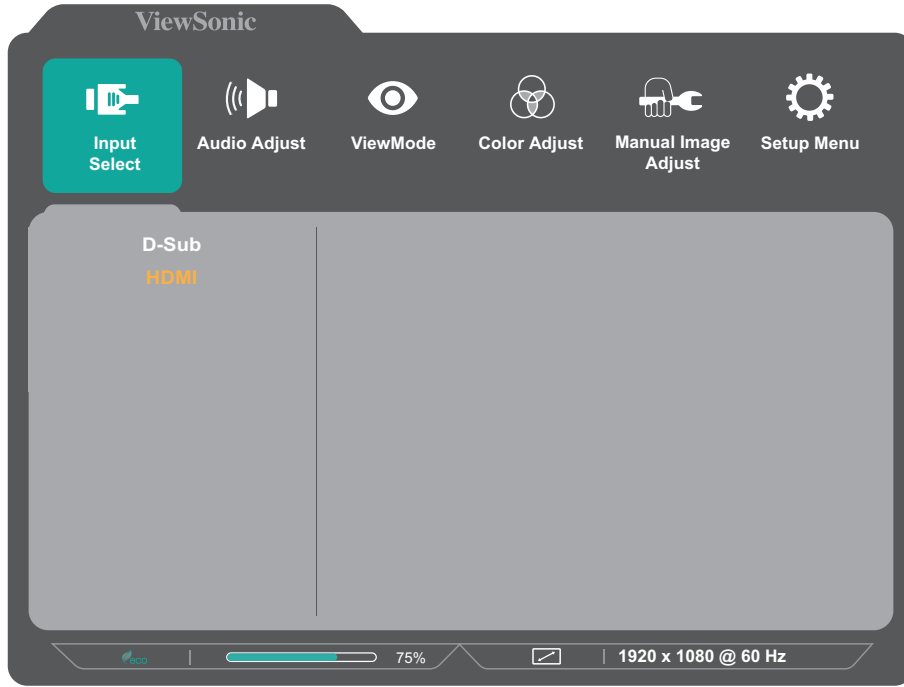 ViewSonic
Input
Select
Audio Adjust
ViewMode
Color Adjust
Manual Image
Adjust
Setup Menu
D-Sub
HDMI
eco
75%
1920 x 1080 @ 60 Hz